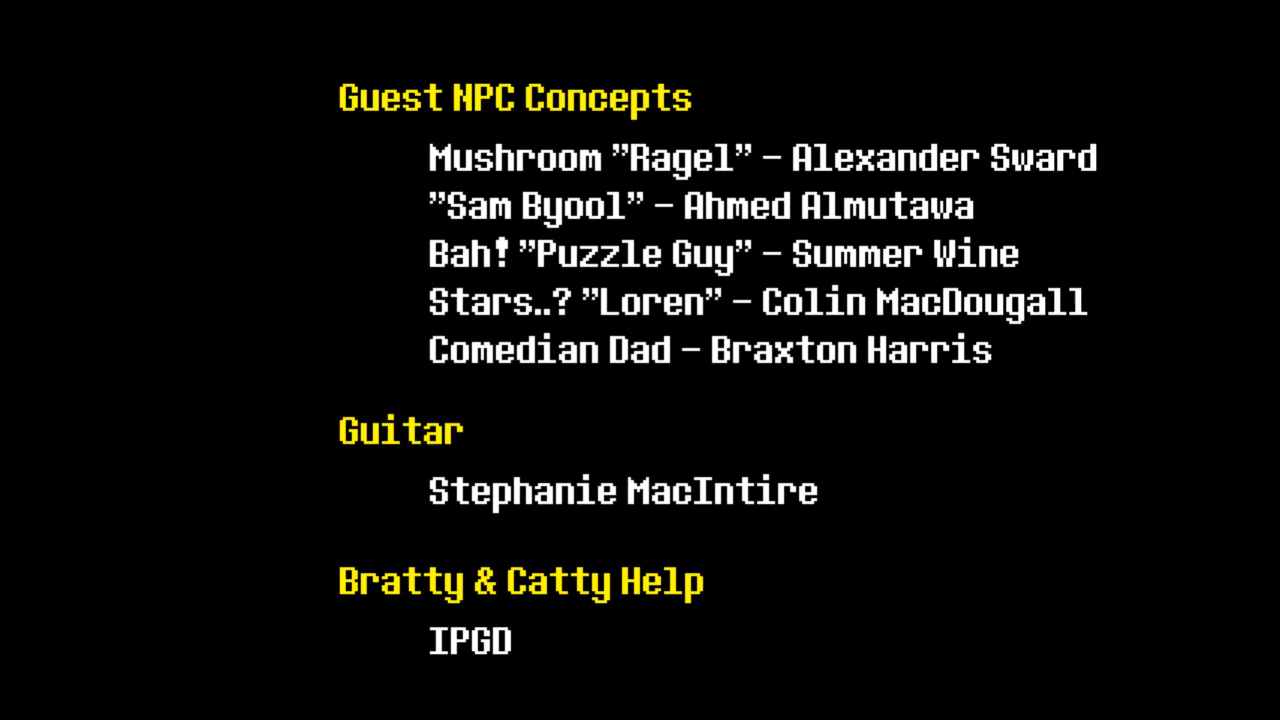 Guest NPC Concepts
Mushroom ”Ragel” - Alexander Sward
”Sam Byool” - Ahmed Almutawa
Bah! ”Puzzle Guy” - Summer Wine
Stars..? ”Loren” - Colin MacDougall
Comedian Dad - Braxton Harris
Guitar
Stephanie MacIntire
Bratty & Catty Help
IPGD